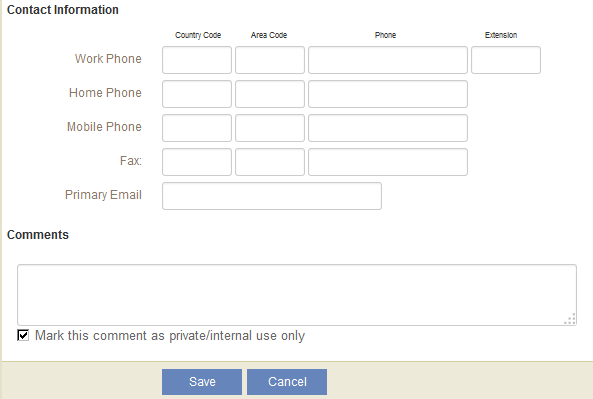 Contact Information
Country Code Area Code Phone Extension
Work Phone
Home Phone
Mobile Phone
Fax:
Primary Email
Comments
Mark this comment as private/internal use only
Save Cancel